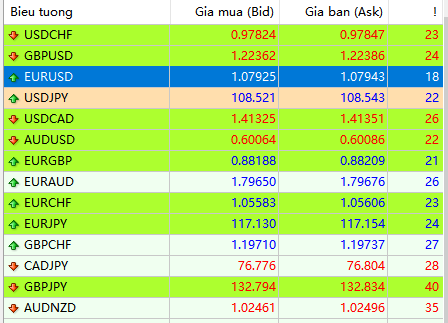 Bieu tuong Gia mua (Bid) Gia ban (Ask) !
USDCHF 0.97824 0.97847 23
GBPUSD 1.22362 1.22386 24
EURUSD 1.07925 1.07943 18
USDJPY 108.521 108.543 22
USDCAD 1.41325 1.41351 26
AUDUSD 0.60064 0.60086 22
EURGBP 0.88188 0.88209 21
EURAUD 1.79650 1.79676 26
EURCHF 1.05583 1.05606 23
EURJPY 117.130 117.154 24
GBPCHF 1.19710 1.19737 27
CADJPY 76.776 76.804 28
GBPJPY 132.794 132.834 40
AUDNZD 1.02461 1.02496 35